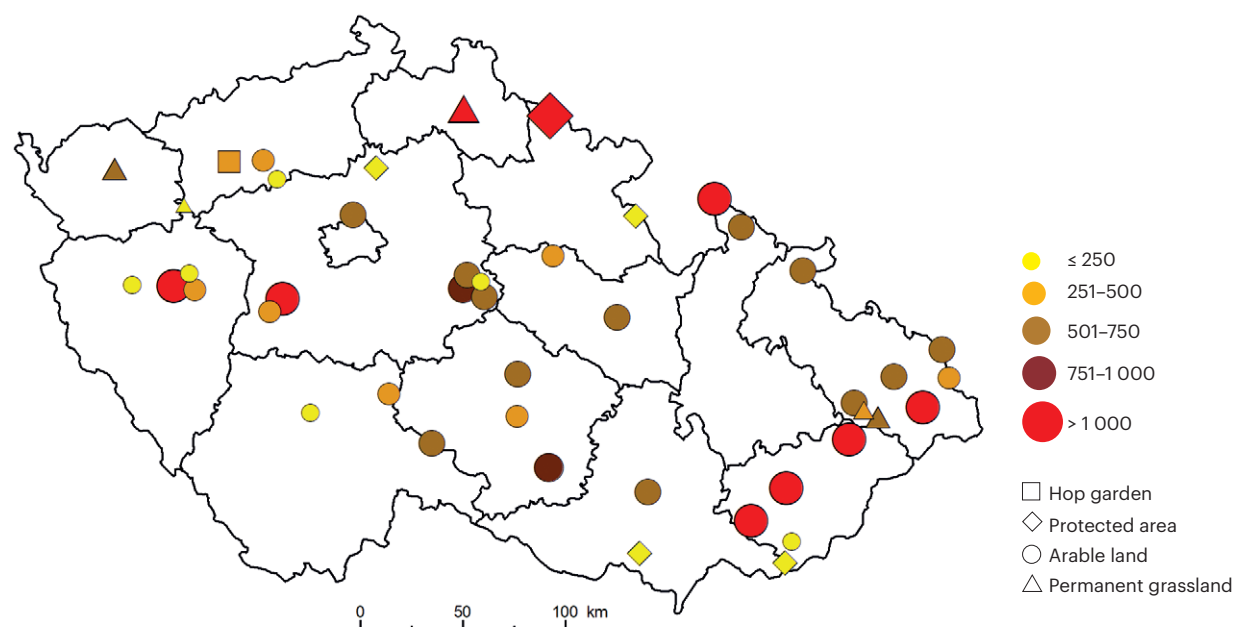 ≤ 250
251–500
501–750
751–1 000
> 1 000
Hop garden
Protected area
Arable land
Permanent grassland
0 50 100 km